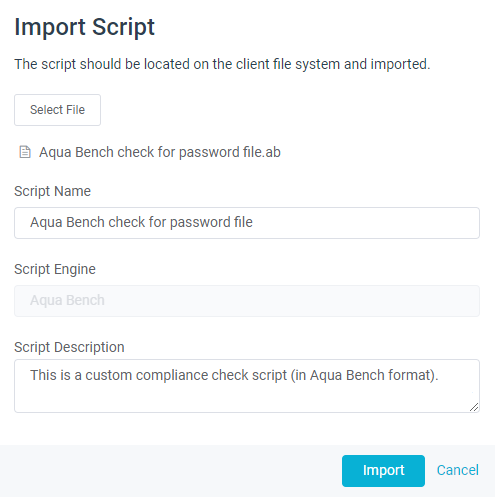 Import Script
The script should be located on the client file system and imported.
Select File
Aqua Bench check for password file.ab
Script Name
Aqua Bench check for password file
Script Engine
Aqua Bench
Script Description
This is a custom compliance check script (in Aqua Bench format).
Import Cancel